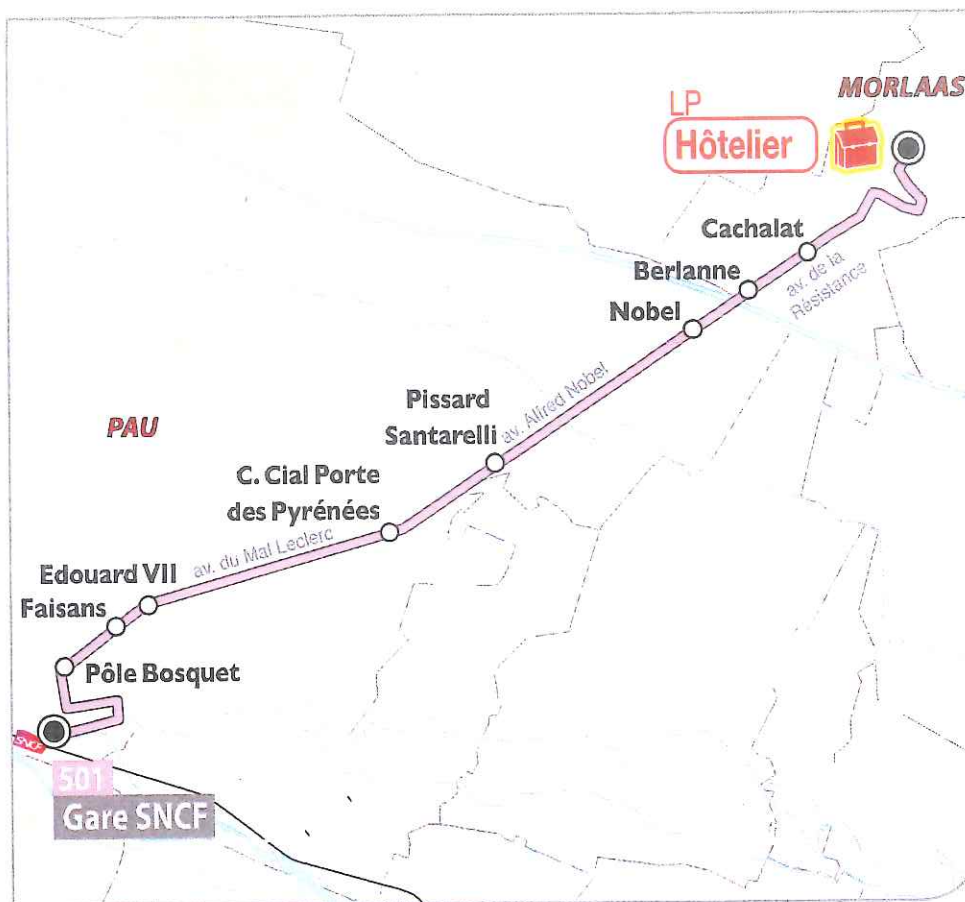 MORLAAS
LP
Hôtelier
Cachalat
Berlanne
av. de la
Résistance
Nobel
av. Alfred Nobel
Pissard
Santarelli
PAU
C. Cial Porte
des Pyrénées
av. du Mal Leclerc
Edouard VII
Faisans
Pôle Bosquet
SNCF
501
Gare SNCF